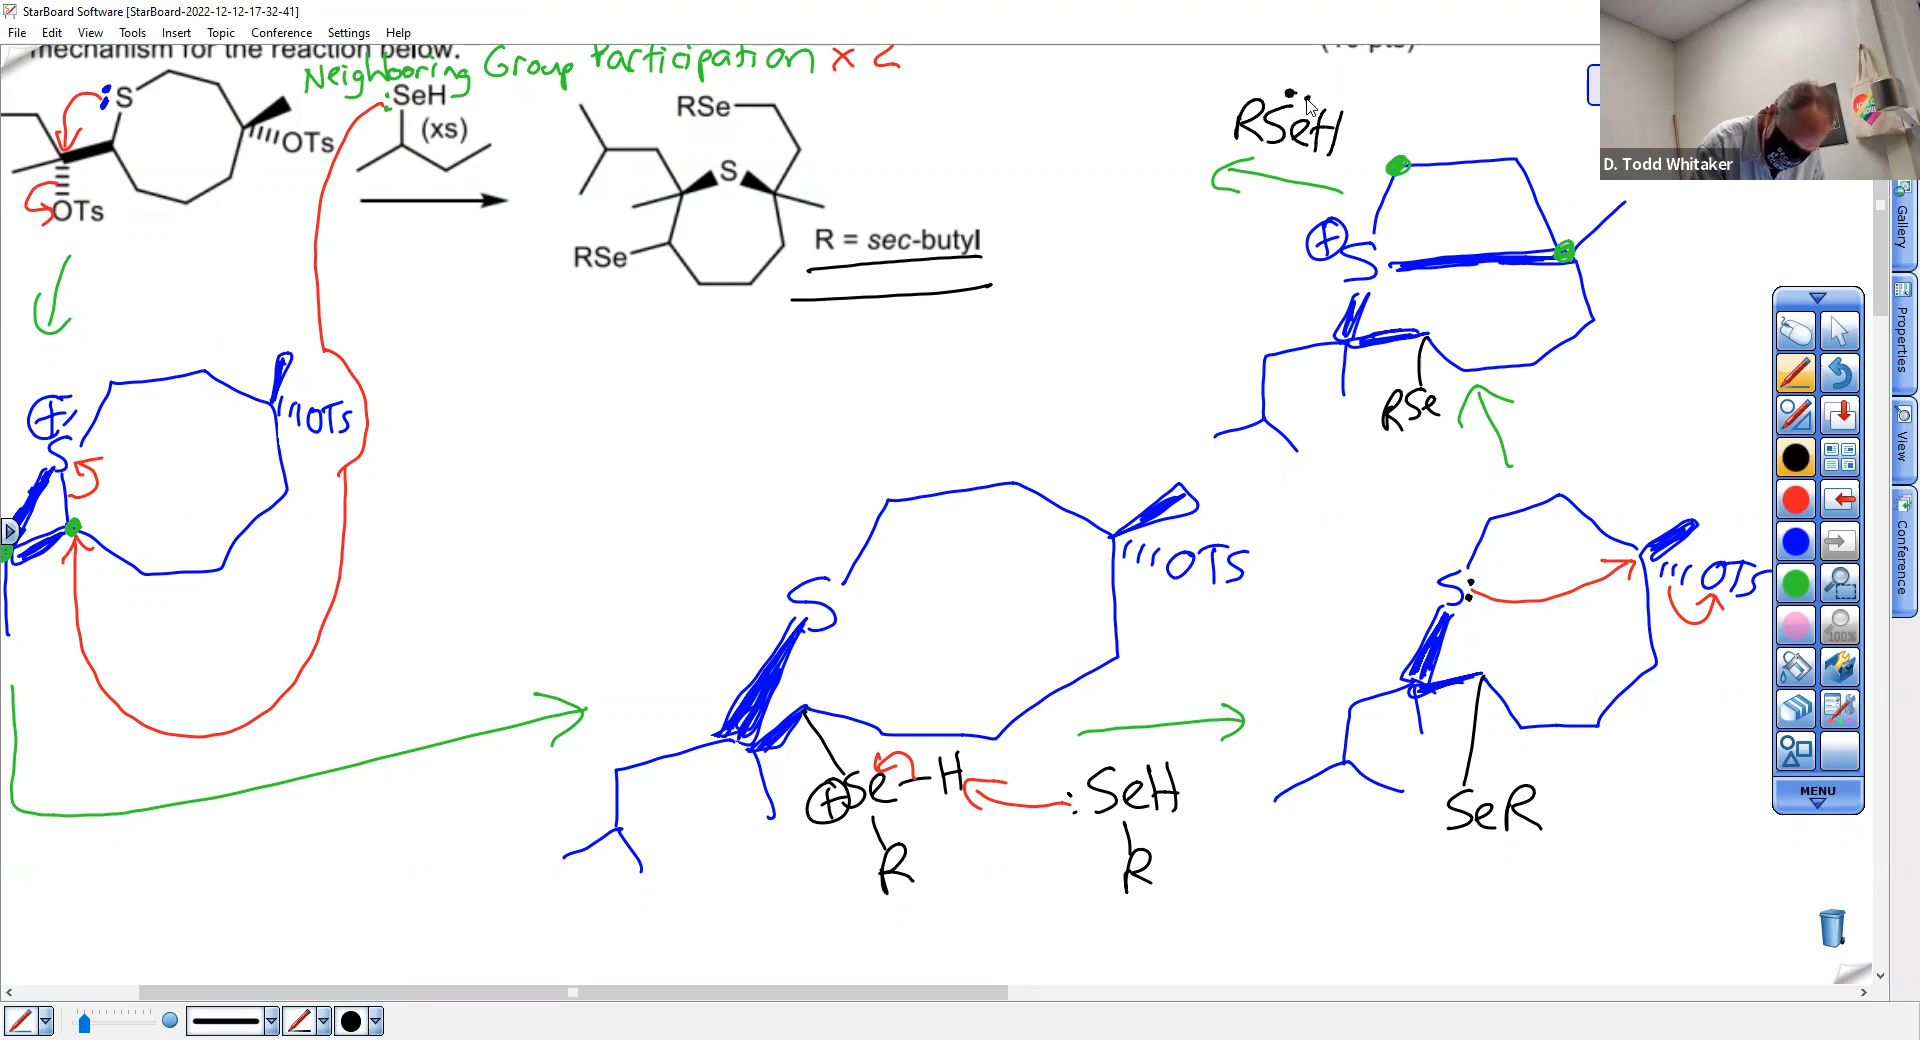 StarBoard Software [StarBoard-2022-12-12-17-32-41]
File Edit View Tools Insert Topic Conference Settings Help
mechanism for the reaction below.
Neighboring Group Participation x 2
S
OTs
OTs
:SeH
(xs)
RSe
S
RSe
R = sec-butyl
RSeH
+
S
RSe
D. Todd Whitaker
+
S
OTs
S
OTs
+Se-H
R
:SeH
R
S:
OTs
SeR
Gallery
Properties
View
Conference
100%
MENU